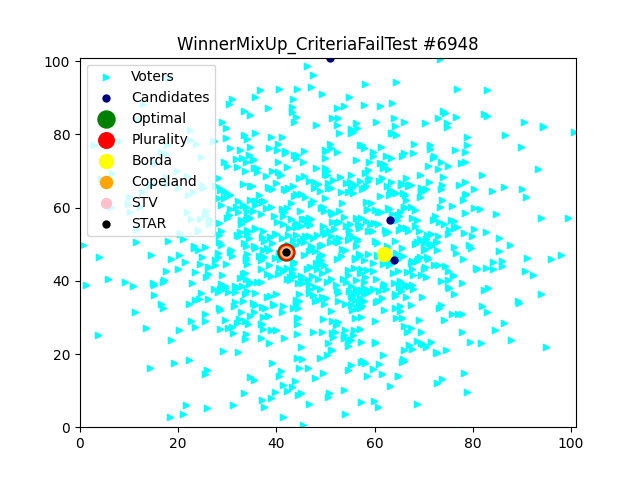 WinnerMixUp_CriteriaFailTest #6948
100
80
60
40
20
0
0
20
40
60
80
100
Voters
Candidates
Optimal
Plurality
Borda
Copeland
STV
STAR